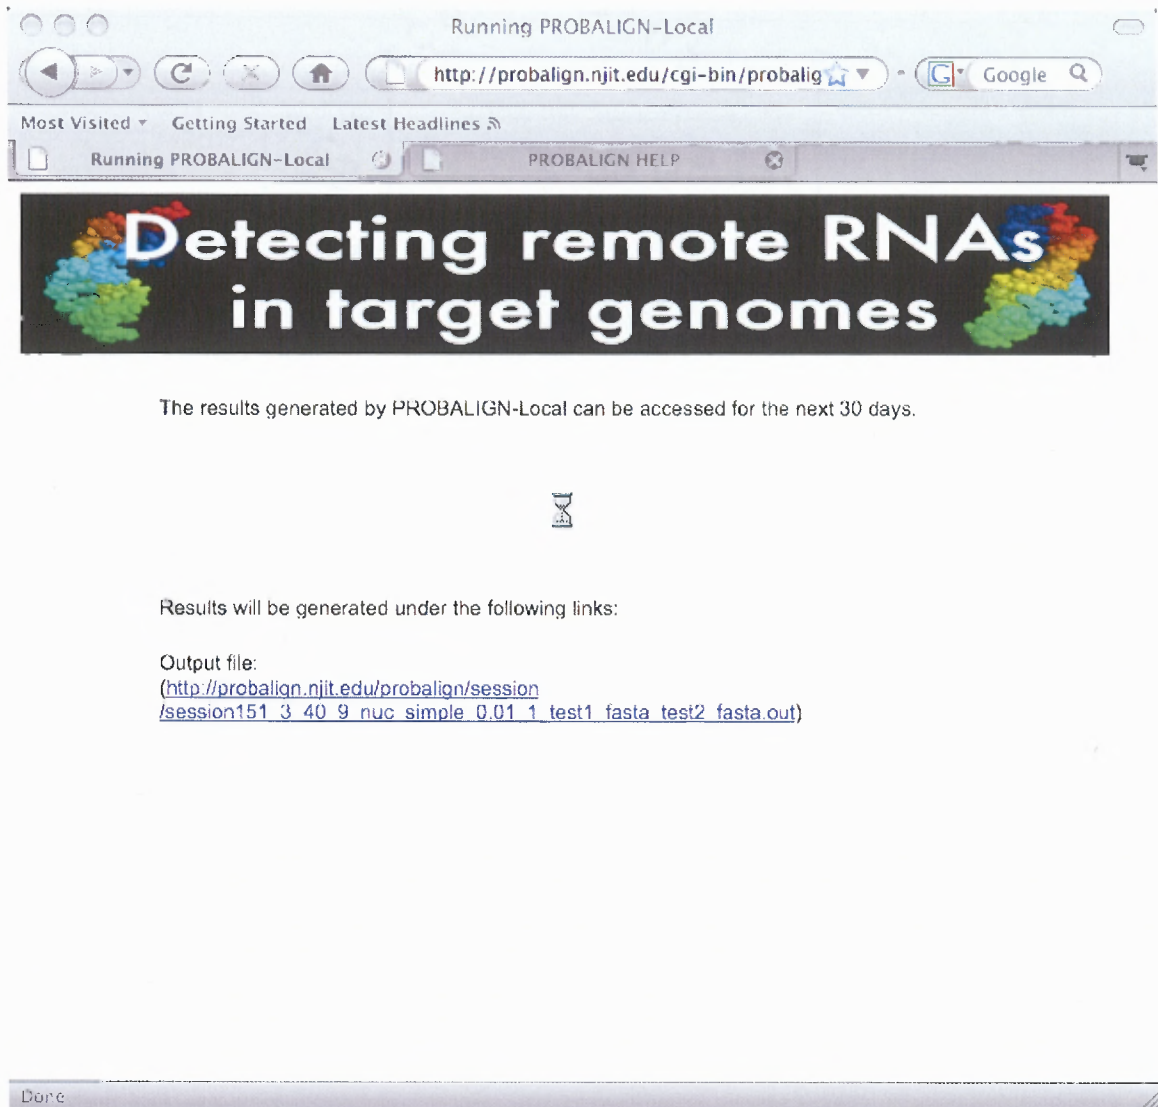 Running PROBALIGN-Local
http://probalign.njit.edu/cgi-bin/probalig
Google
Most Visited Getting Started Latest Headlines
Running PROBALIGN-Local PROBALIGN HELP
Detecting remote RNAs
in target genomes
The results generated by PROBALIGN-Local can be accessed for the next 30 days.
Results will be generated under the following links:
Output file:
(http://probalign.njit.edu/probalign/session
/session151_3_40_9_nuc_simple_0.01_1_test1_fasta_test2_fasta.out)
Done